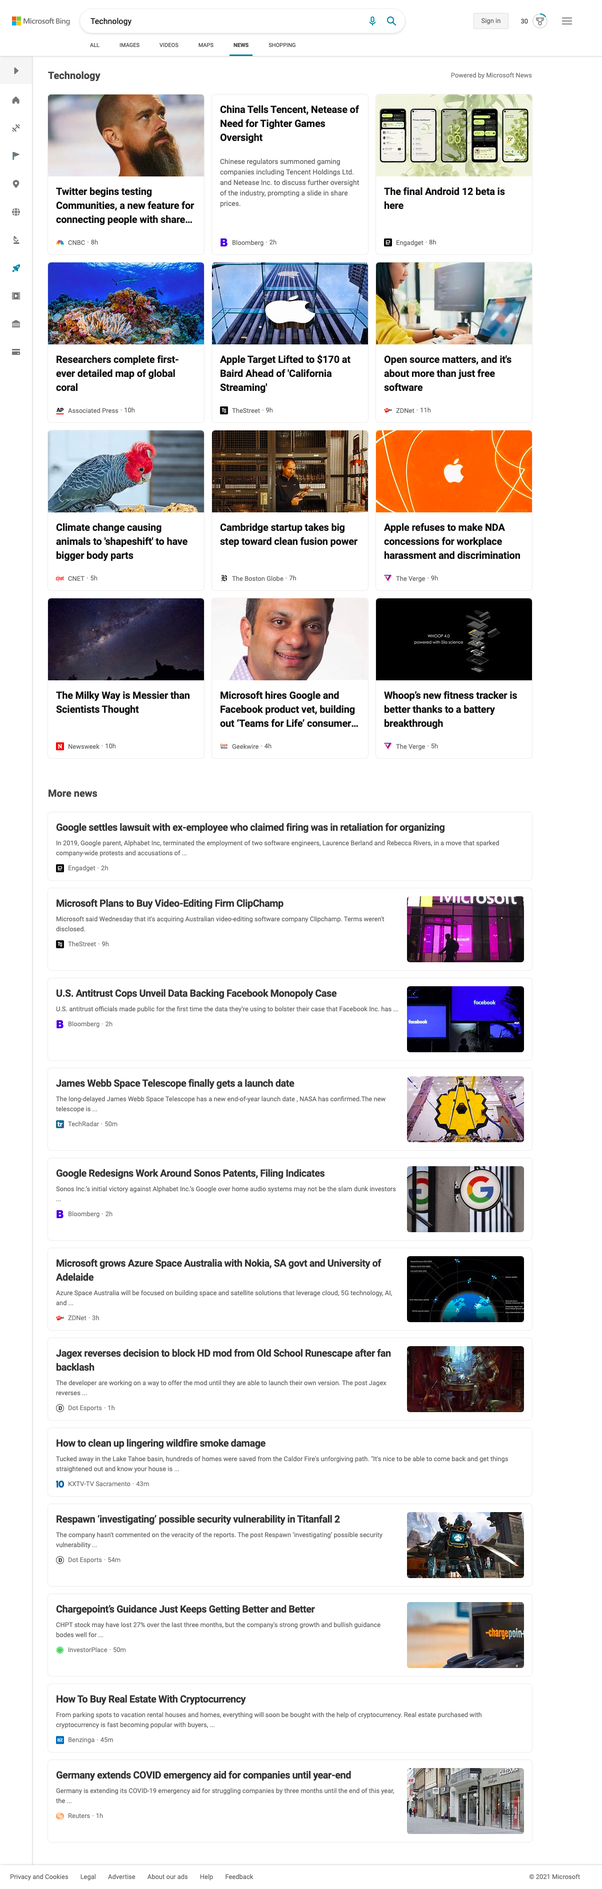 Microsoft Bing
Technology
Sign in
30
ALL
IMAGES
VIDEOS
MAPS
NEWS
SHOPPING
Technology
Powered by Microsoft News
Twitter begins testing
Communities, a new feature for
connecting people with share...
CNBC · 8h
China Tells Tencent, Netease of
Need for Tighter Games
Oversight
Chinese regulators summoned gaming
companies including Tencent Holdings Ltd.
and Netease Inc. to discuss further oversight
of the industry, prompting a slide in share
prices.
Bloomberg · 2h
The final Android 12 beta is
here
Engadget · 8h
Researchers complete first-
ever detailed map of global
coral
AP
Associated Press · 10h
Apple Target Lifted to $170 at
Baird Ahead of 'California
Streaming'
TheStreet · 9h
Open source matters, and it's
about more than just free
software
ZDNet · 11h
Climate change causing
animals to 'shapeshift' to have
bigger body parts
CNET · 5h
Cambridge startup takes big
step toward clean fusion power
The Boston Globe · 7h
Apple refuses to make NDA
concessions for workplace
harassment and discrimination
The Verge · 9h
The Milky Way is Messier than
Scientists Thought
Newsweek · 10h
Microsoft hires Google and
Facebook product vet, building
out ‘Teams for Life’ consumer...
Geekwire · 4h
WHOOP 4.0
powered with Sila science
Whoop's new fitness tracker is
better thanks to a battery
breakthrough
The Verge · 5h
More news
Google settles lawsuit with ex-employee who claimed firing was in retaliation for organizing
In 2019, Google parent, Alphabet Inc, terminated the employment of two software engineers, Laurence Berland and Rebecca Rivers, in a move that sparked
company-wide protests and accusations of ...
Engadget · 2h
Microsoft Plans to Buy Video-Editing Firm ClipChamp
Microsoft said Wednesday that it's acquiring Australian video-editing software company Clipchamp. Terms weren't
disclosed.
TheStreet · 9h
Microsoft
U.S. Antitrust Cops Unveil Data Backing Facebook Monopoly Case
U.S. antitrust officials made public for the first time the data they're using to bolster their case that Facebook Inc. has ...
Bloomberg · 2h
facebook
facebook
James Webb Space Telescope finally gets a launch date
The long-delayed James Webb Space Telescope has a new end-of-year launch date , NASA has confirmed.The new
telescope is ...
tr
TechRadar · 50m
Google Redesigns Work Around Sonos Patents, Filing Indicates
Sonos Inc.'s initial victory against Alphabet Inc.'s Google over home audio systems may not be the slam dunk investors
...
Bloomberg · 2h
Microsoft grows Azure Space Australia with Nokia, SA govt and University of
Adelaide
Azure Space Australia will be focused on building space and satellite solutions that leverage cloud, 5G technology, AI,
and ...
ZDNet · 3h
Jagex reverses decision to block HD mod from Old School Runescape after fan
backlash
The developer are working on a way to offer the mod until they are able to launch their own version. The post Jagex
reverses ...
Dot Esports · 1h
How to clean up lingering wildfire smoke damage
Tucked away in the Lake Tahoe basin, hundreds of homes were saved from the Caldor Fire's unforgiving path. "It's nice to be able to come back and get things
straightened out and know your house is ...
10
KXTV-TV Sacramento · 43m
Respawn ‘investigating’ possible security vulnerability in Titanfall 2
The company hasn't commented on the veracity of the reports. The post Respawn ‘investigating’ possible security
vulnerability ...
Dot Esports · 54m
Chargepoint's Guidance Just Keeps Getting Better and Better
CHPT stock may have lost 27% over the last three months, but the company's strong growth and bullish guidance
bodes well for ...
InvestorPlace · 50m
-chargepoin
How To Buy Real Estate With Cryptocurrency
From parking spots to vacation rental houses and homes, everything will soon be bought with the help of cryptocurrency. Real estate purchased with
cryptocurrency is fast becoming popular with buyers, ...
Benzinga · 45m
Germany extends COVID emergency aid for companies until year-end
Germany is extending its COVID-19 emergency aid for struggling companies by three months until the end of this year,
the ...
Reuters · 1h
Privacy and Cookies
Legal
Advertise
About our ads
Help
Feedback
© 2021 Microsoft